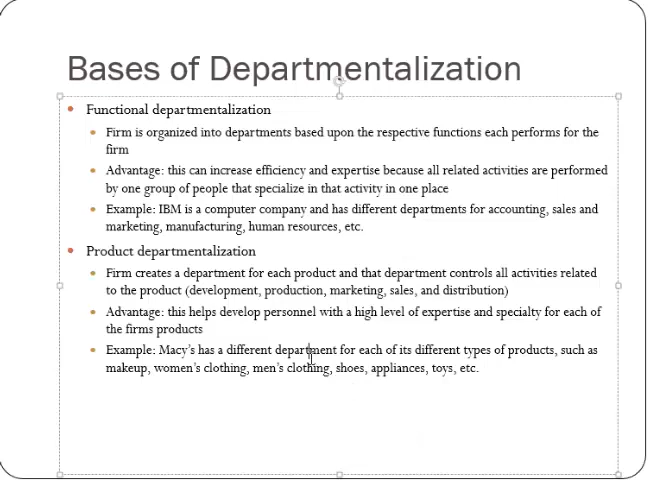 Bases of Departmentalization
Functional departmentalization
Firm is organized into departments based upon the respective functions each performs for the
firm
Advantage: this can increase efficiency and expertise because all related activities are performed
by one group of people that specialize in that activity in one place
Example: IBM is a computer company and has different departments for accounting, sales and
marketing, manufacturing, human resources, etc.
Product departmentalization
Firm creates a department for each product and that department controls all activities related
to the product (development, production, marketing, sales, and distribution)
Advantage: this helps develop personnel with a high level of expertise and specialty for each of
the firms products
Example: Macy's has a different department for each of its different types of products, such as
makeup, women's clothing, men's clothing, shoes, appliances, toys, etc.